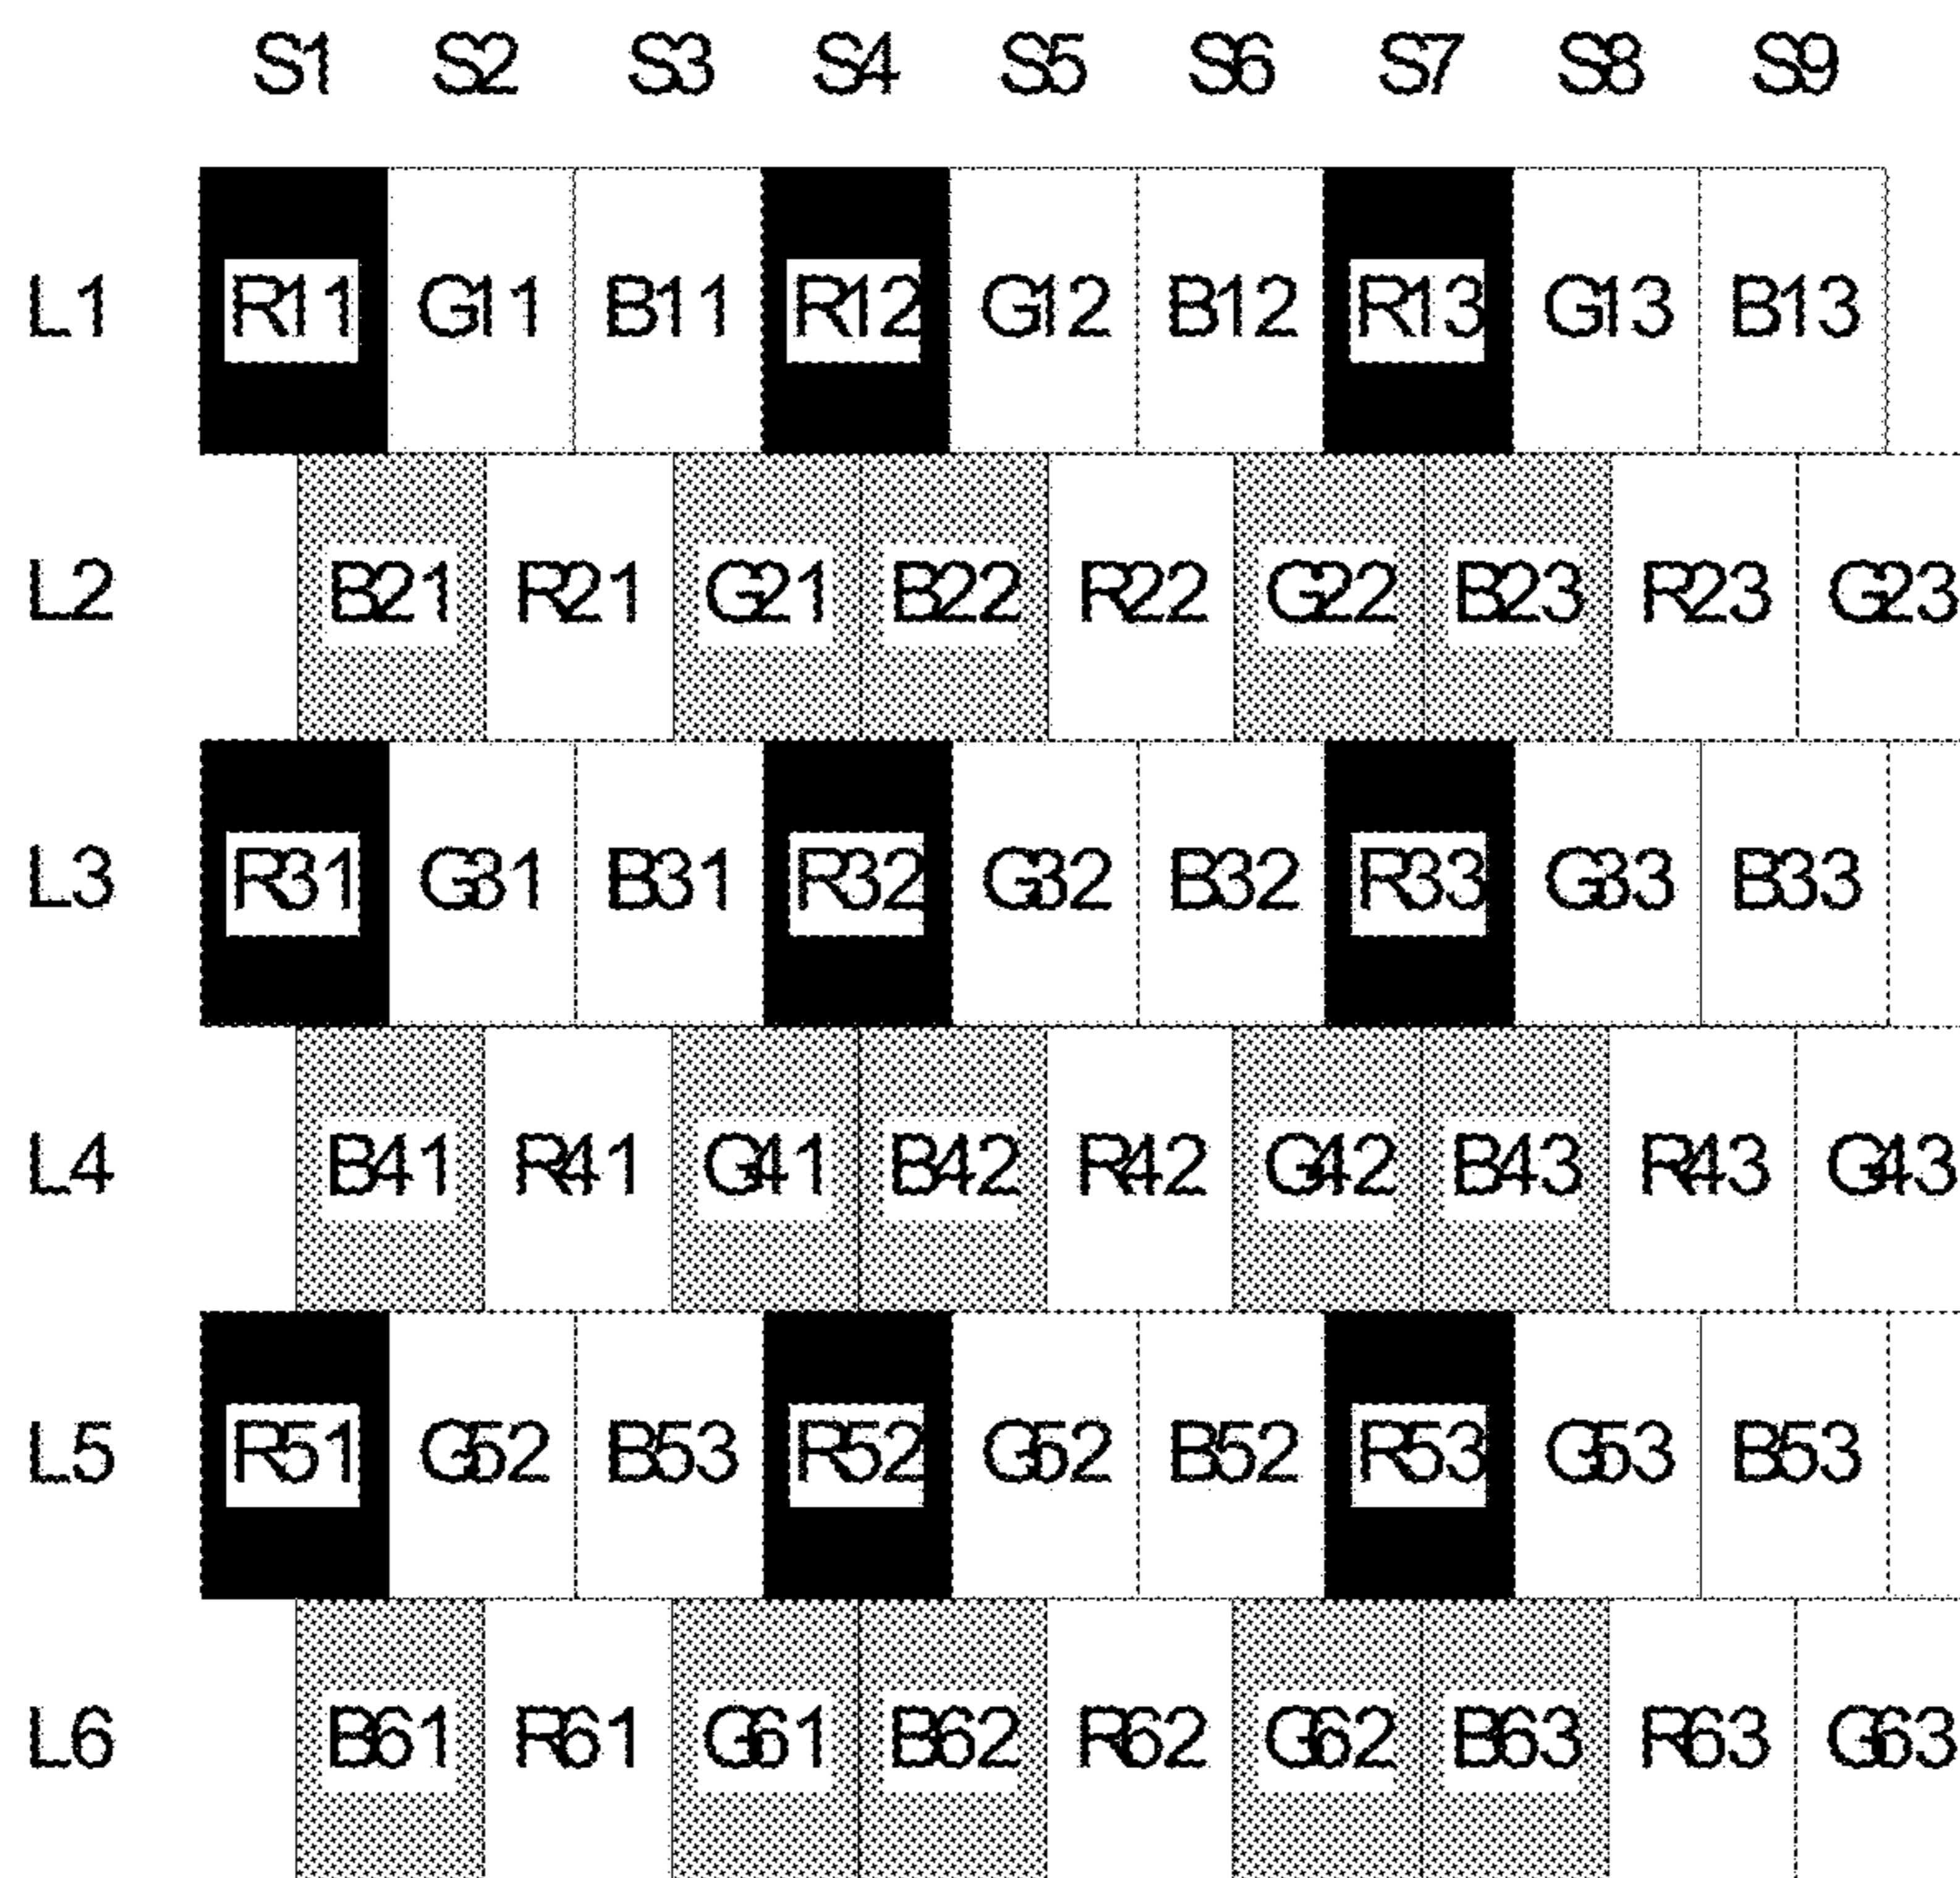 S1 S2 S3 S4 S5 S6 S7 S8 S9
L1 R11 G11 B11 R12 G12 B12 R13 G13 B13
L2 B21 R21 G21 B22 R22 G22 B23 R23 G23
L3 R31 G31 B31 R32 G32 B32 R33 G33 B33
L4 B41 R41 G41 B42 R42 G42 B43 R43 G43
L5 R51 G52 B53 R52 G52 B52 R53 G53 B53
L6 B61 R61 G61 B62 R62 G62 B63 R63 G63